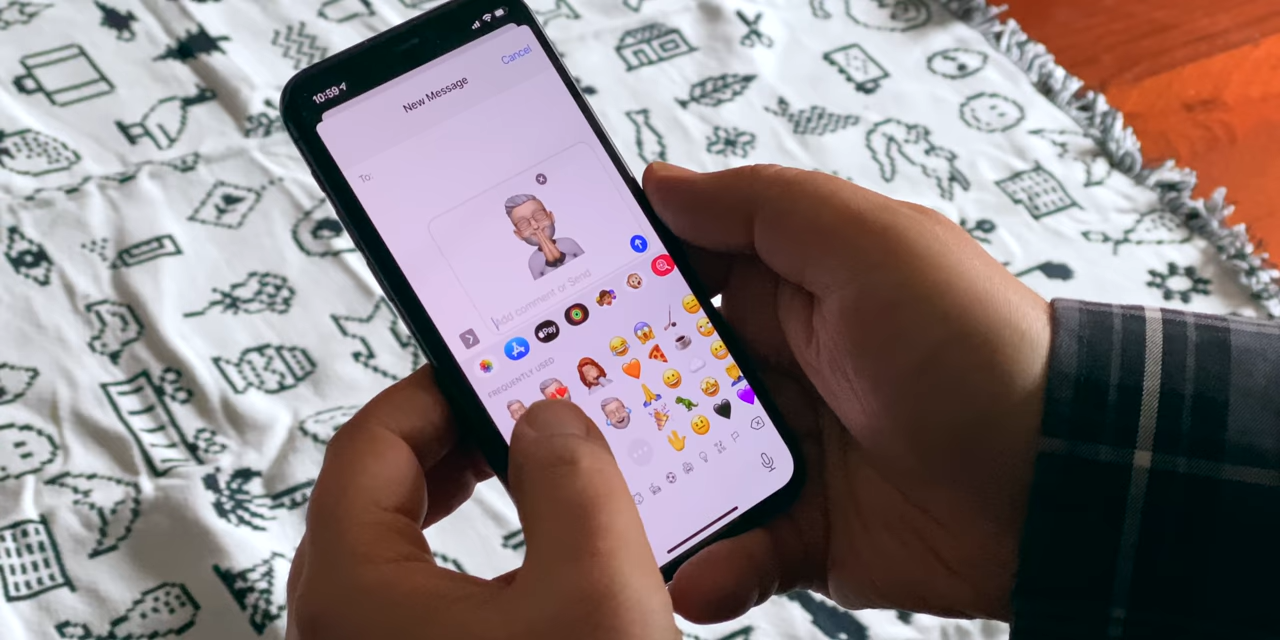 10:59
Cancel
New Message
To:
Add comment or Send
Pay
FREQUENTLY USED